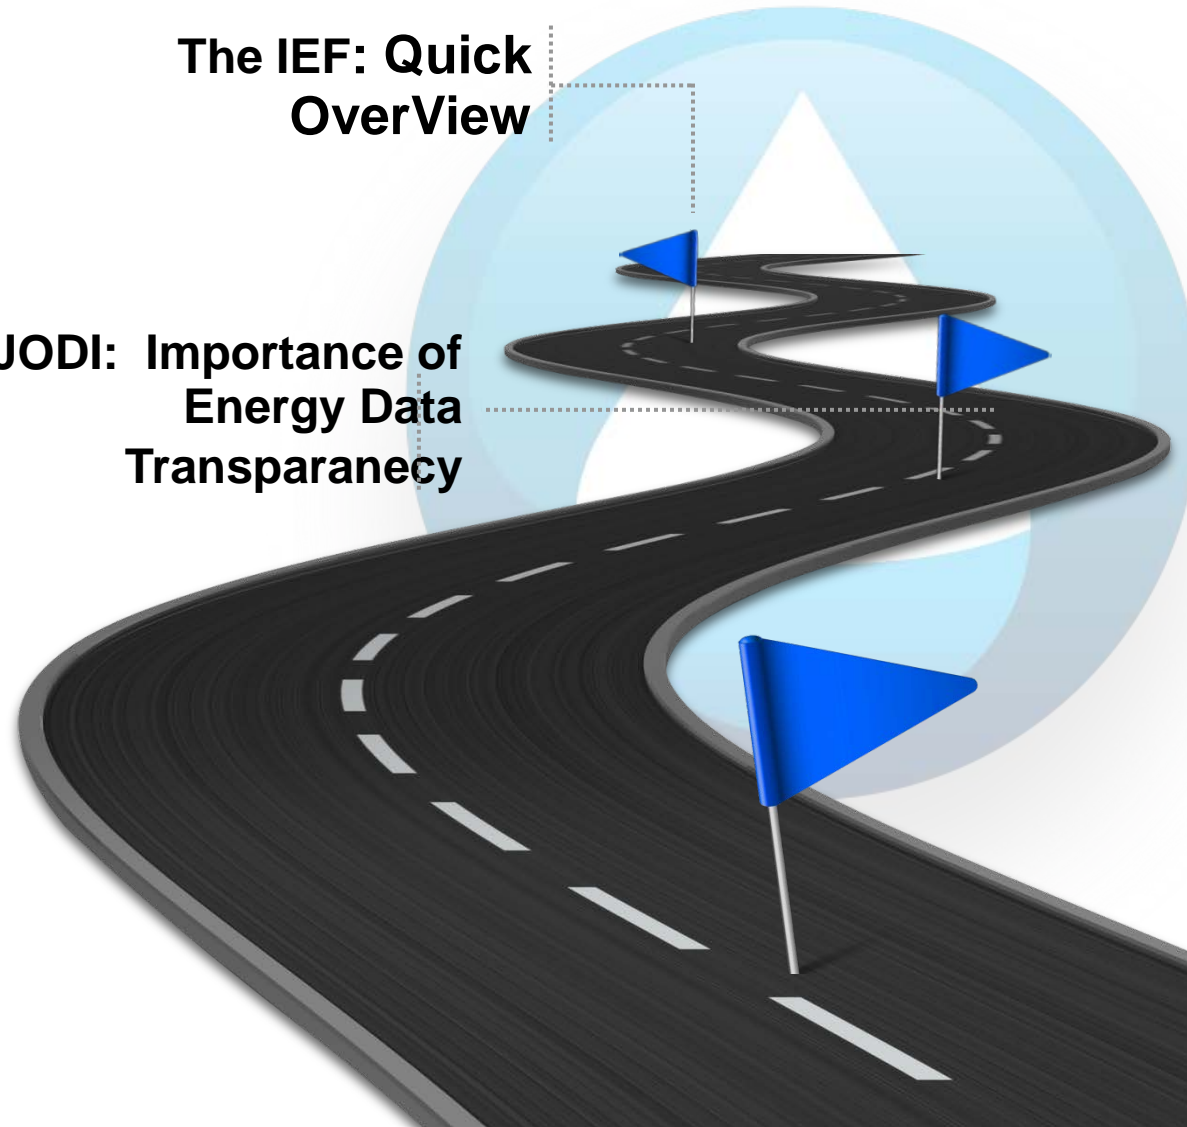 The IEF: Quick
OverView
JODI: Importance of
Energy Data
Transparanecy